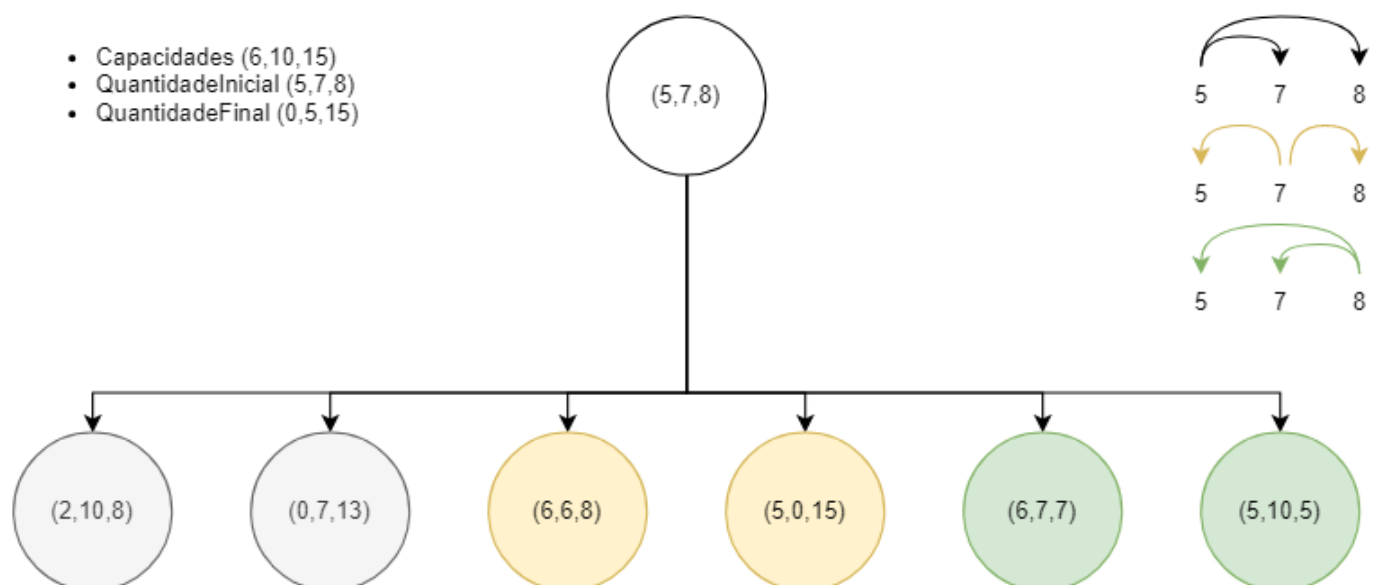 Capacidades (6,10,15)
QuantidadeInicial (5,7,8)
QuantidadeFinal (0,5,15)
(5,7,8)
5 7 8
5 7 8
5 7 8
(2,10,8) (0,7,13) (6,6,8) (5,0,15) (6,7,7) (5,10,5)